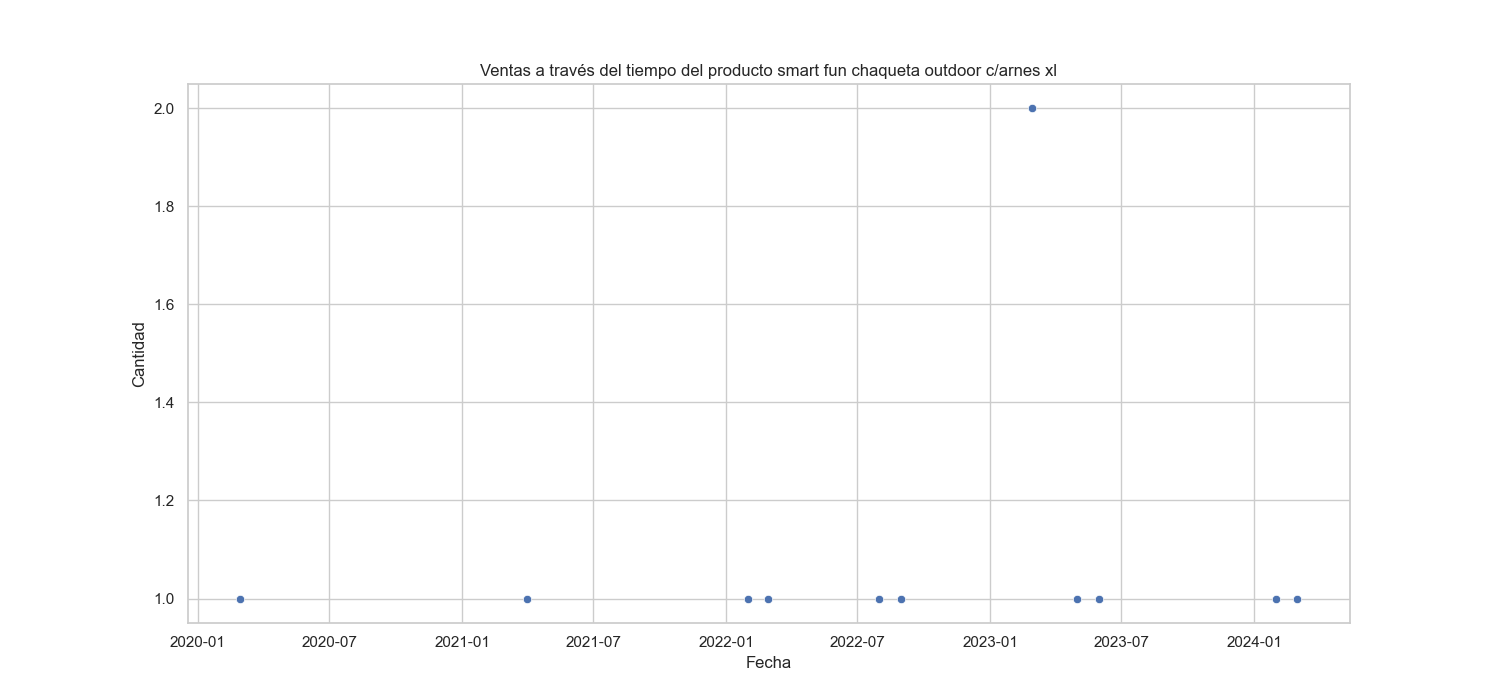 Ventas a través del tiempo del producto smart fun chaqueta outdoor c/arnes xl
2.0
1.8
1.6
1.4
1.2
1.0
Cantidad
2020-01 2020-07 2021-01 2021-07 2022-01 2022-07 2023-01 2023-07 2024-01
Fecha